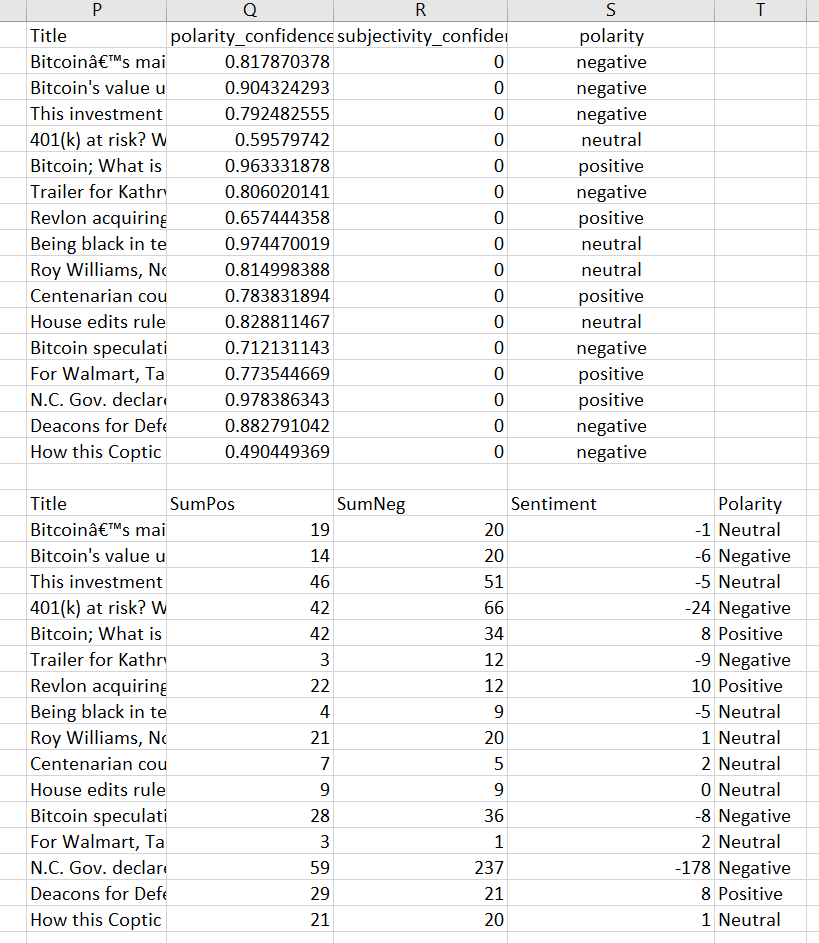 P Q R S T
Title polarity_confidence subjectivity_confider polarity
Bitcoinâ€™s mai 0.817870378 0 negative
Bitcoin's value u 0.904324293 0 negative
This investment 0.792482555 0 negative
401(k) at risk? W 0.59579742 0 neutral
Bitcoin; What is 0.963331878 0 positive
Trailer for Kathry 0.806020141 0 negative
Revlon acquiring 0.657444358 0 positive
Being black in te 0.974470019 0 neutral
Roy Williams, No 0.814998388 0 neutral
Centenarian cou 0.783831894 0 positive
House edits rule 0.828811467 0 neutral
Bitcoin speculati 0.712131143 0 negative
For Walmart, Ta 0.773544669 0 positive
N.C. Gov. declare 0.978386343 0 positive
Deacons for Defe 0.882791042 0 negative
How this Coptic 0.490449369 0 negative
Title SumPos SumNeg Sentiment Polarity
Bitcoinâ€™s mai 19 20 -1 Neutral
Bitcoin's value u 14 20 -6 Negative
This investment 46 51 -5 Neutral
401(k) at risk? W 42 66 -24 Negative
Bitcoin; What is 42 34 8 Positive
Trailer for Kathry 3 12 -9 Negative
Revlon acquiring 22 12 10 Positive
Being black in te 4 9 -5 Neutral
Roy Williams, No 21 20 1 Neutral
Centenarian cou 7 5 2 Neutral
House edits rule 9 9 0 Neutral
Bitcoin speculati 28 36 -8 Negative
For Walmart, Ta 3 1 2 Neutral
N.C. Gov. declare 59 237 -178 Negative
Deacons for Defe 29 21 8 Positive
How this Coptic 21 20 1 Neutral